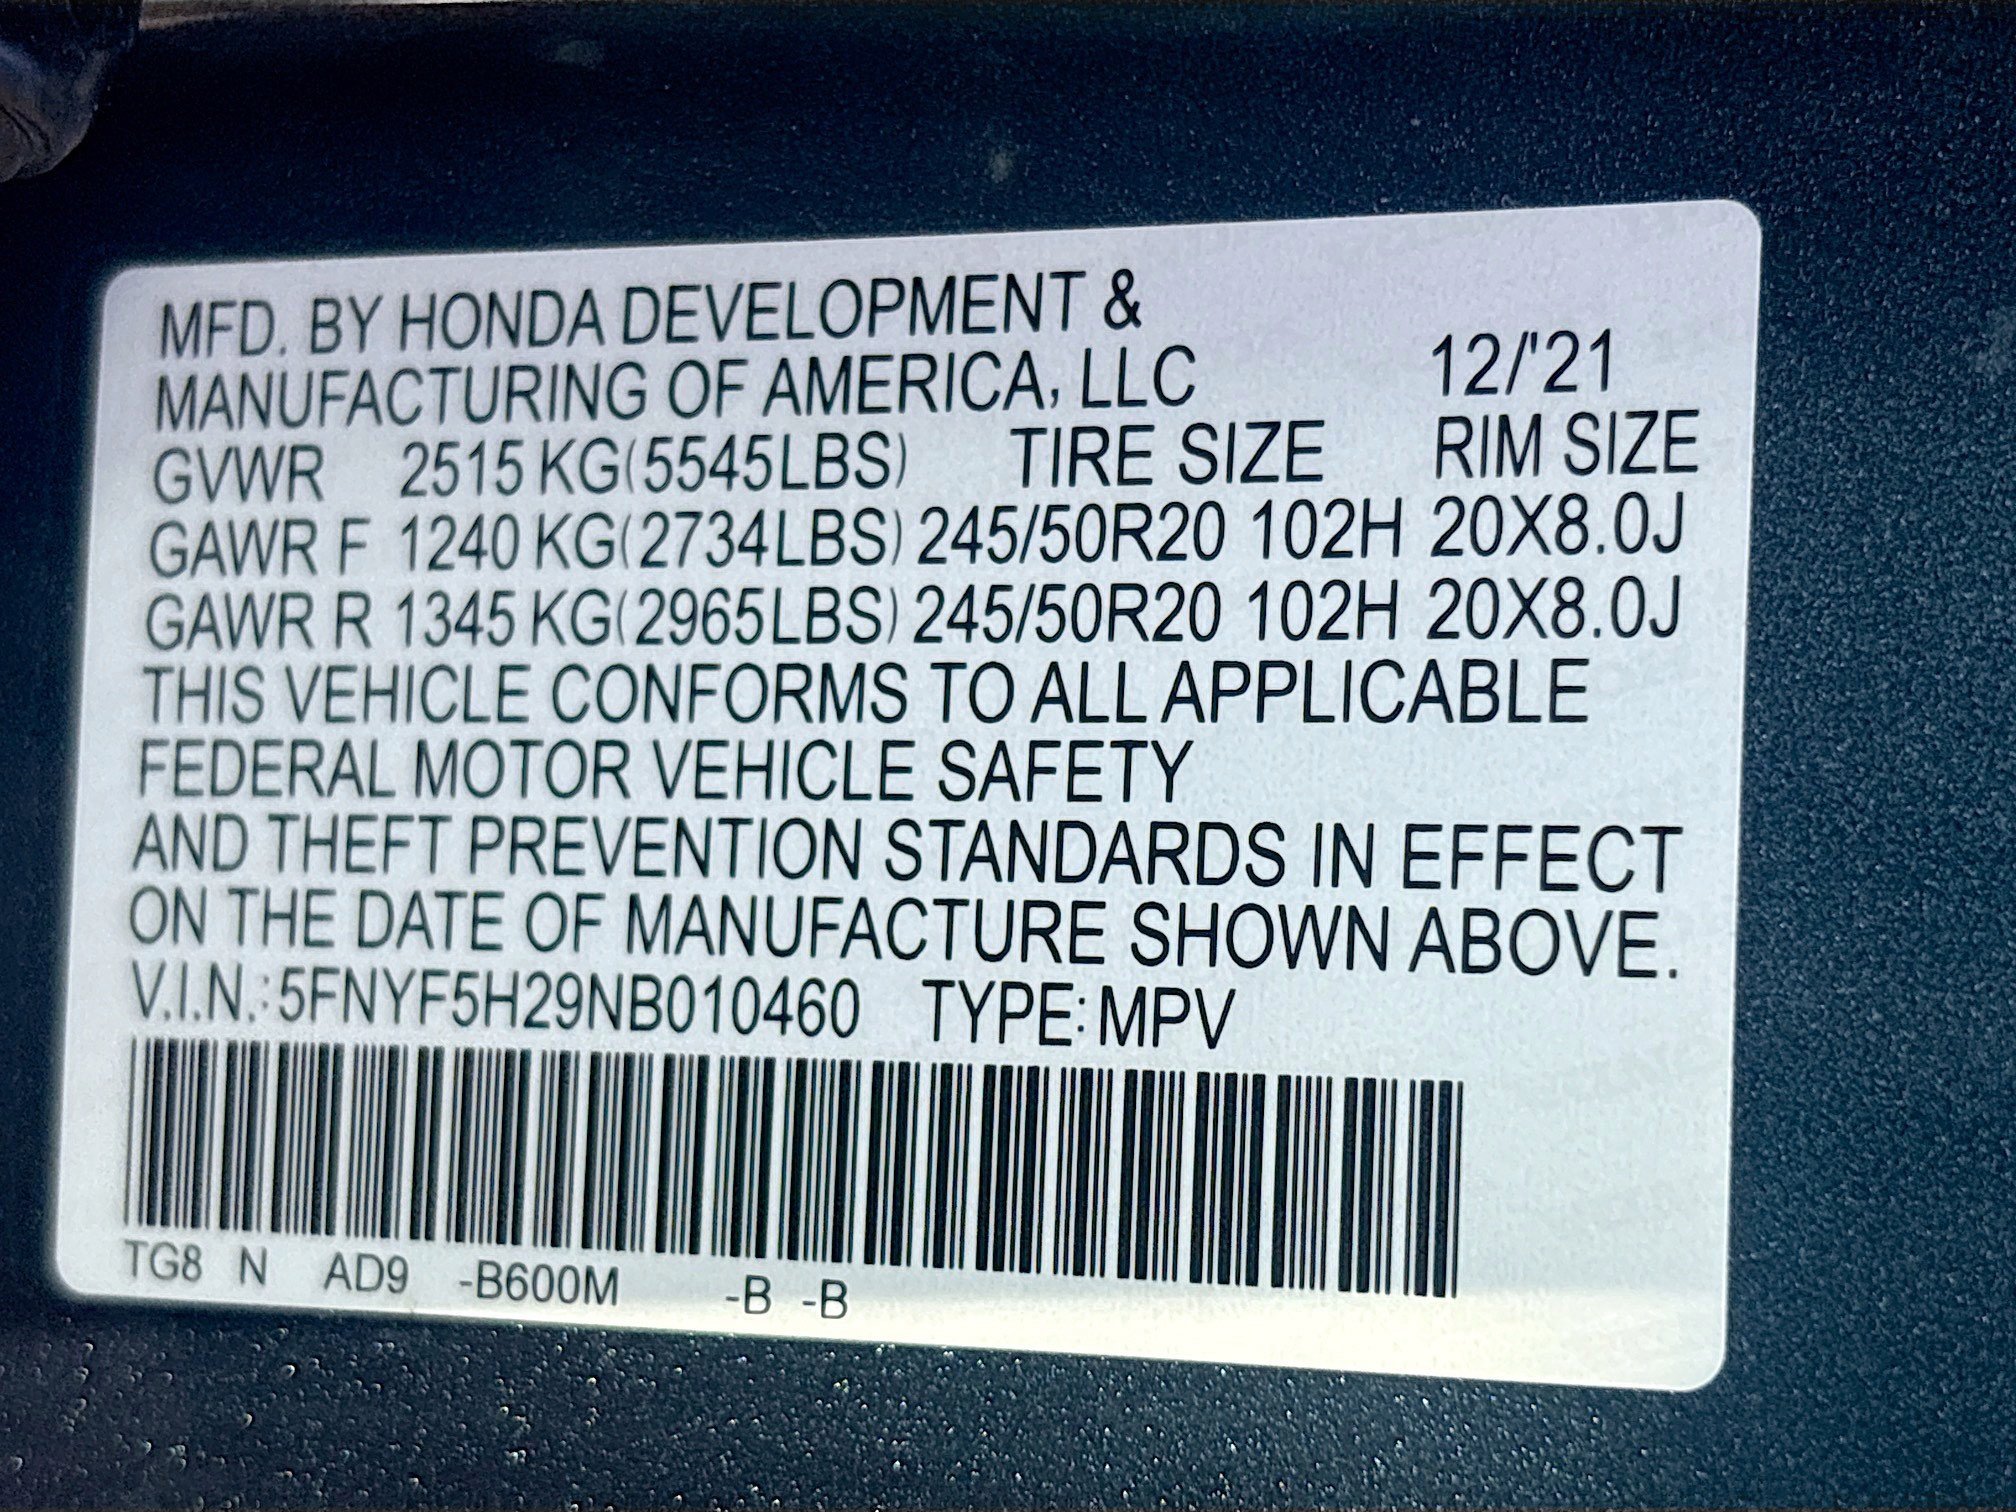 MFD. BY HONDA DEVELOPMENT &
MANUFACTURING OF AMERICA, LLC 12/'21
GVWR 2515 KG(5545LBS) TIRE SIZE RIM SIZE
GAWR F 1240 KG(2734LBS) 245/50R20 102H 20X8.0J
GAWR R 1345 KG(2965LBS) 245/50R20 102H 20X8.0J
THIS VEHICLE CONFORMS TO ALL APPLICABLE
FEDERAL MOTOR VEHICLE SAFETY
AND THEFT PREVENTION STANDARDS IN EFFECT
ON THE DATE OF MANUFACTURE SHOWN ABOVE.
V.I.N.:5FNYF5H29NB010460 TYPE:MPV
TG8 N AD9 -B600M -B -B